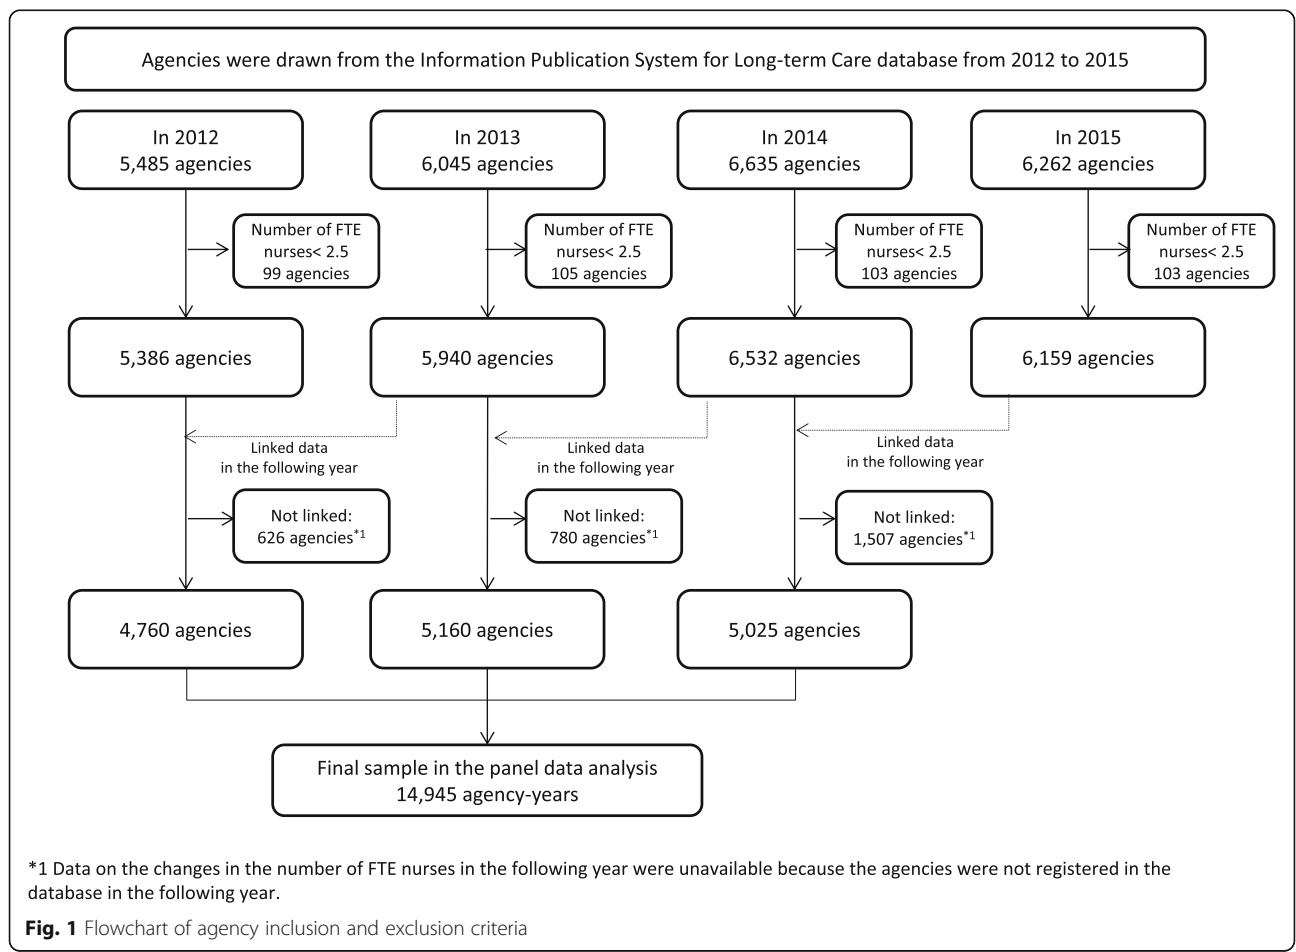 Agencies were drawn from the Information Publication System for Long-term Care database from 2012 to 2015
In 2012
5,485 agencies
In 2013
6,045 agencies
In 2014
6,635 agencies
In 2015
6,262 agencies
Number of FTE
nurses< 2.5
99 agencies
Number of FTE
nurses< 2.5
105 agencies
Number of FTE
nurses< 2.5
103 agencies
Number of FTE
nurses< 2.5
103 agencies
5,386 agencies
5,940 agencies
6,532 agencies
6,159 agencies
Linked data
in the following year
Linked data
in the following year
Linked data
in the following year
Not linked:
626 agencies*1
Not linked:
780 agencies*1
Not linked:
1,507 agencies*1
4,760 agencies
5,160 agencies
5,025 agencies
Final sample in the panel data analysis
14,945 agency-years
*1 Data on the changes in the number of FTE nurses in the following year were unavailable because the agencies were not registered in the
database in the following year.
Fig. 1 Flowchart of agency inclusion and exclusion criteria